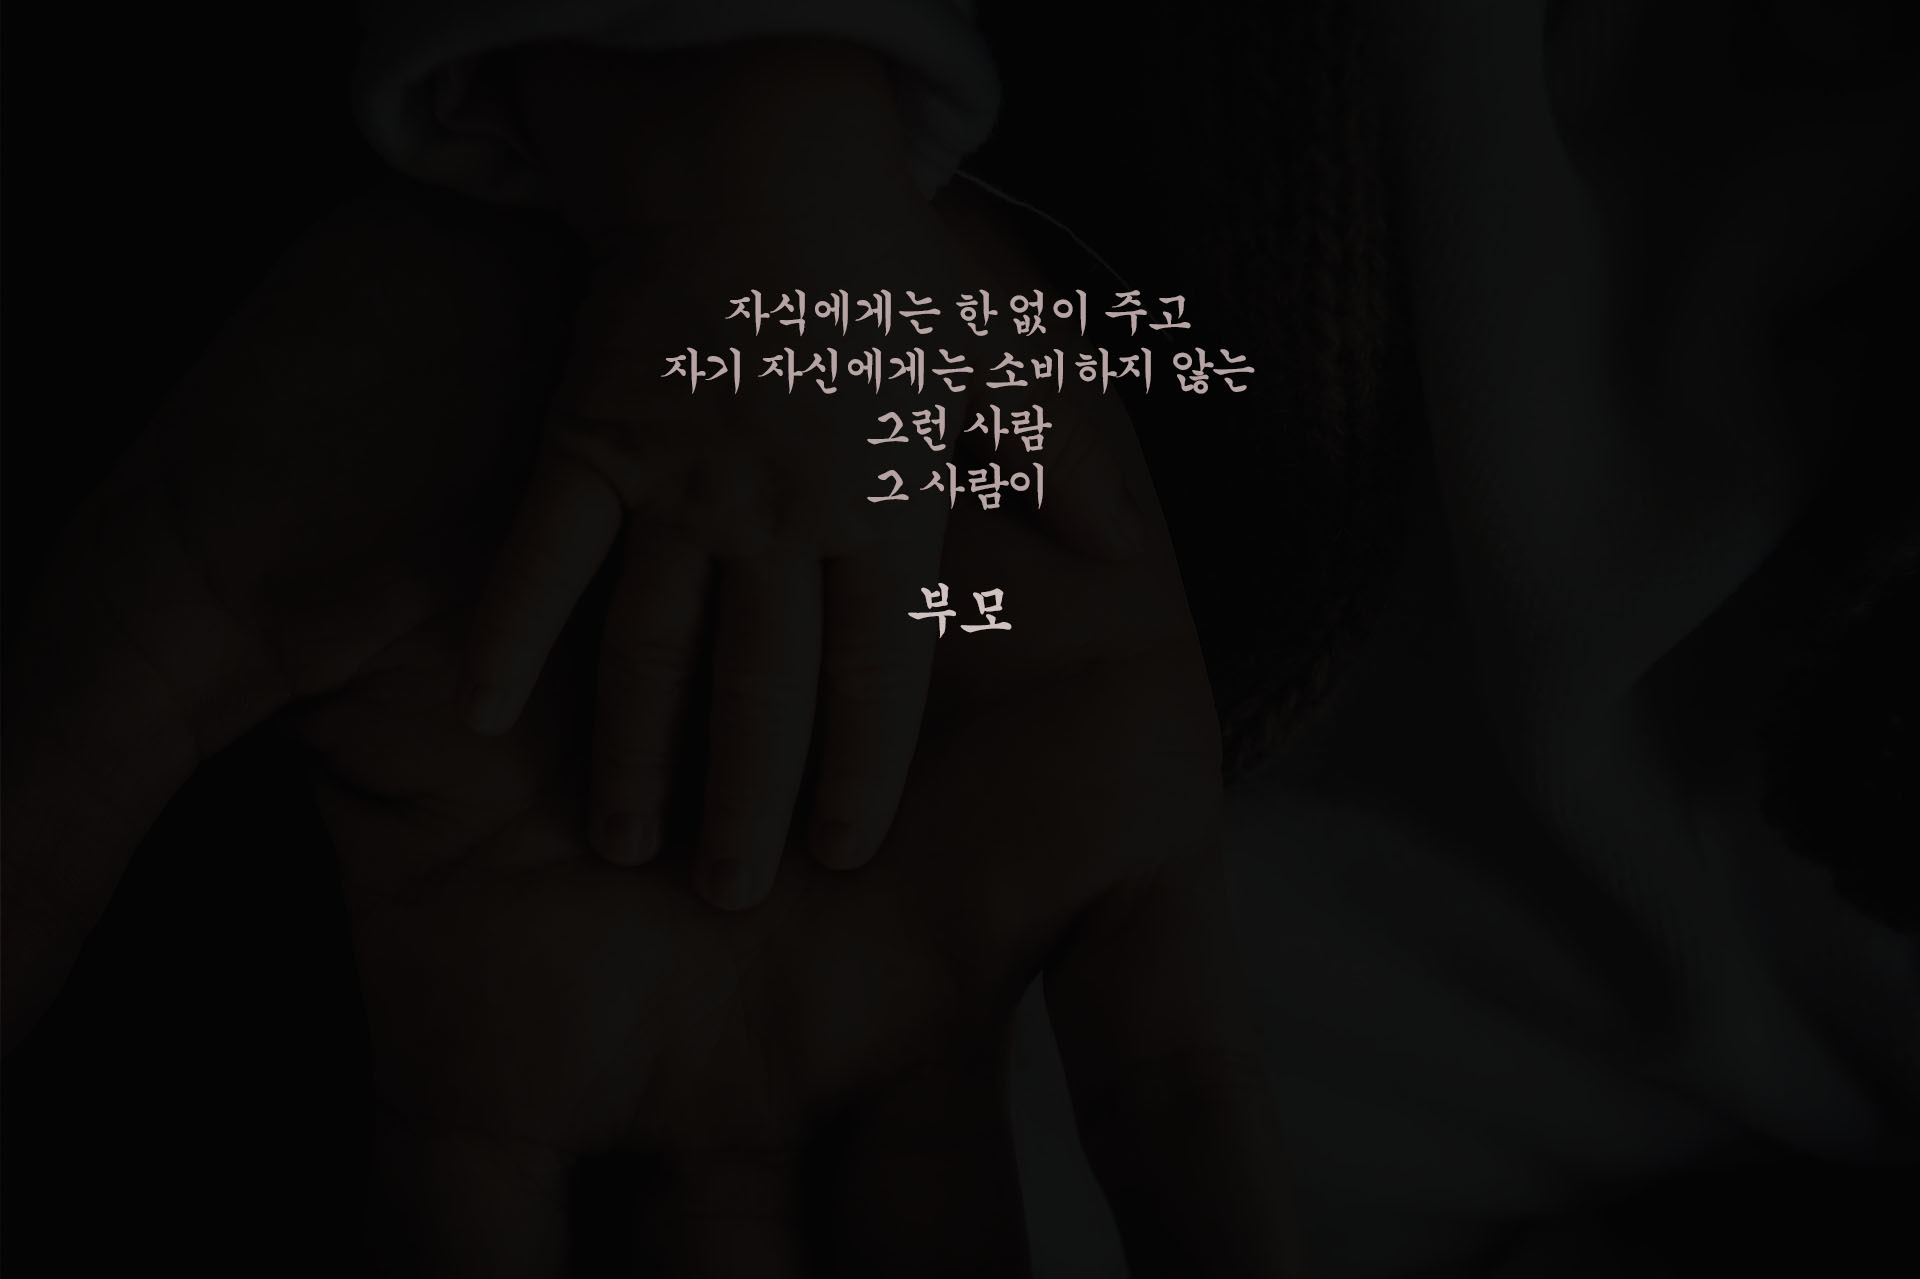 자식에게는 한 없이 주고
자기 자신에게는 소비하지 않는
그런 사람
그 사람이
부모